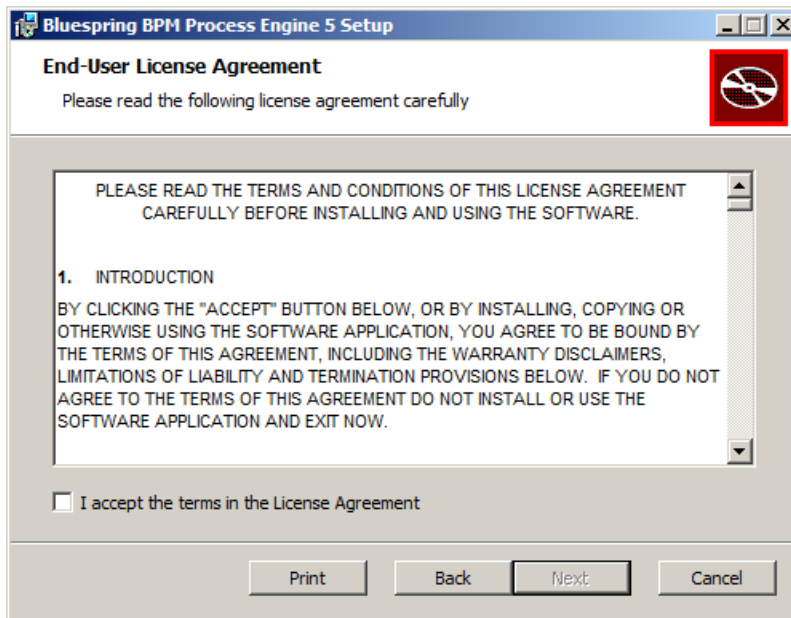 Bluespring BPM Process Engine 5 Setup
End-User License Agreement
Please read the following license agreement carefully
PLEASE READ THE TERMS AND CONDITIONS OF THIS LICENSE AGREEMENT
CAREFULLY BEFORE INSTALLING AND USING THE SOFTWARE.
1. INTRODUCTION
BY CLICKING THE "ACCEPT" BUTTON BELOW, OR BY INSTALLING, COPYING OR
OTHERWISE USING THE SOFTWARE APPLICATION, YOU AGREE TO BE BOUND BY
THE TERMS OF THIS AGREEMENT, INCLUDING THE WARRANTY DISCLAIMERS,
LIMITATIONS OF LIABILITY AND TERMINATION PROVISIONS BELOW. IF YOU DO NOT
AGREE TO THE TERMS OF THIS AGREEMENT DO NOT INSTALL OR USE THE
SOFTWARE APPLICATION AND EXIT NOW.
I accept the terms in the License Agreement
Print Back Next Cancel